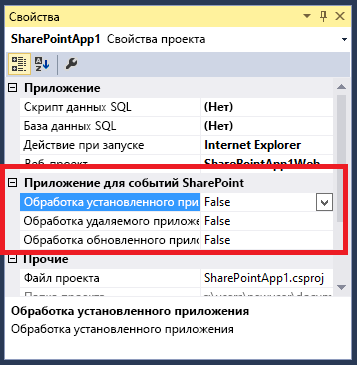 Свойства
SharePointApp1 Свойства проекта
Приложение
Скрипт данных SQL (Нет)
База данных SQL (Нет)
Действие при запуске Internet Explorer
Веб-проект SharePointApp1Web
Приложение для событий SharePoint
Обработка установленного при False
Обработка удаляемого приложе False
Обработка обновленного прило False
Прочие
Файл проекта SharePointApp1.csproj
Папка проекта
Обработка установленного приложения
Обработка установленного приложения